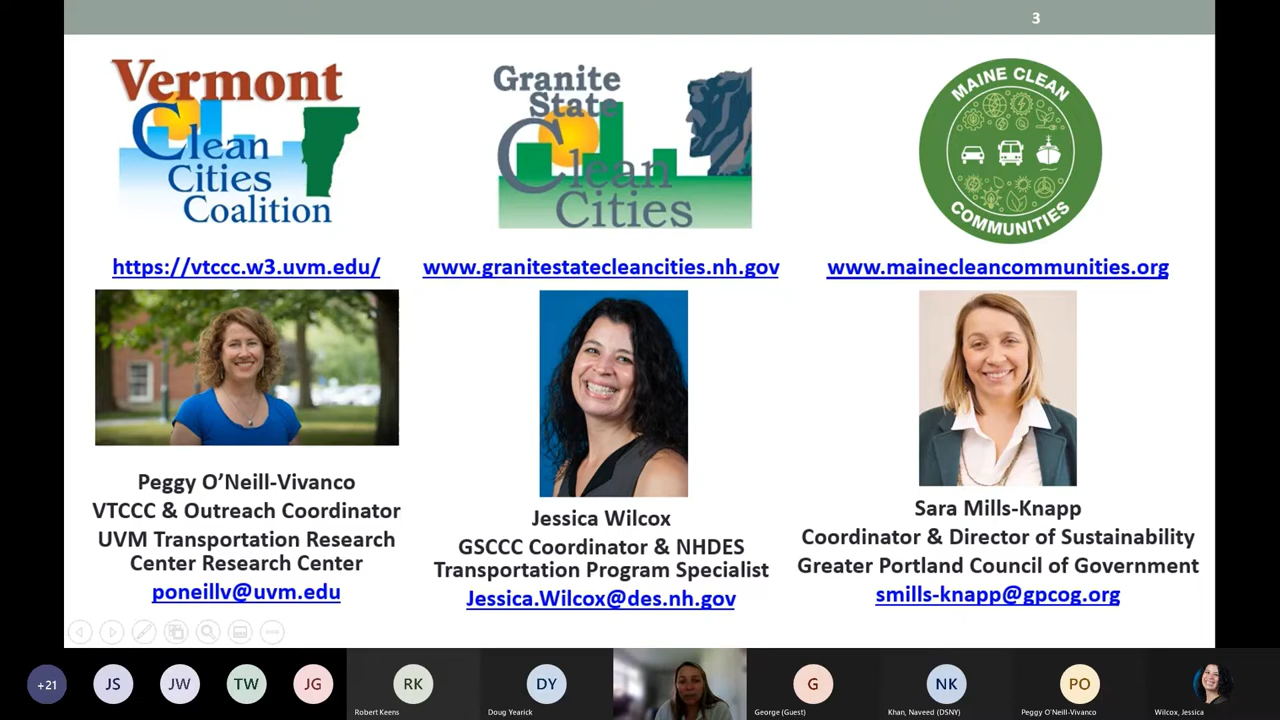 3
Vermont
Clean
Cities
Coalition
https://vtccc.w3.uvm.edu/
Peggy O’Neill-Vivanco
VTCCC & Outreach Coordinator
UVM Transportation Research
Center Research Center
poneillv@uvm.edu
Granite
State
Clean
Cities
www.granitestatecleancities.nh.gov
Jessica Wilcox
GSCCC Coordinator & NHDES
Transportation Program Specialist
Jessica.Wilcox@des.nh.gov
MAINE CLEAN
COMMUNITIES
www.mainecleancommunities.org
Sara Mills-Knapp
Coordinator & Director of Sustainability
Greater Portland Council of Government
smills-knapp@gpcog.org
+21
JS
JW
TW
JG
RK
Robert Keens
DY
Doug Yearick
G
George (Guest)
NK
Khan, Naveed (DSNY)
PO
Peggy O'Neill-Vivanco
Wilcox, Jessica